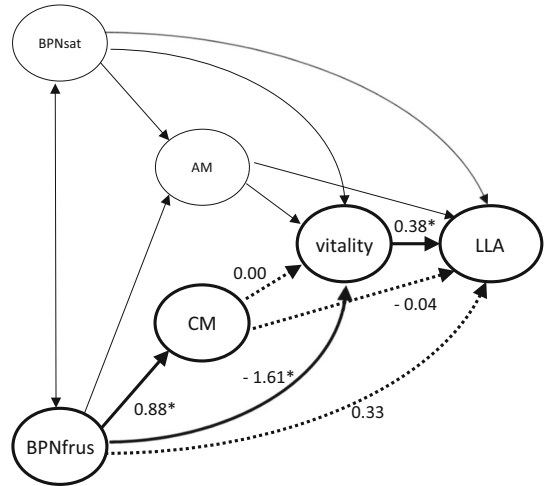 BPNsat
AM
vitality
0.38*
LLA
0.00
CM
- 0.04
- 1.61*
0.88*
0.33
BPNfrus